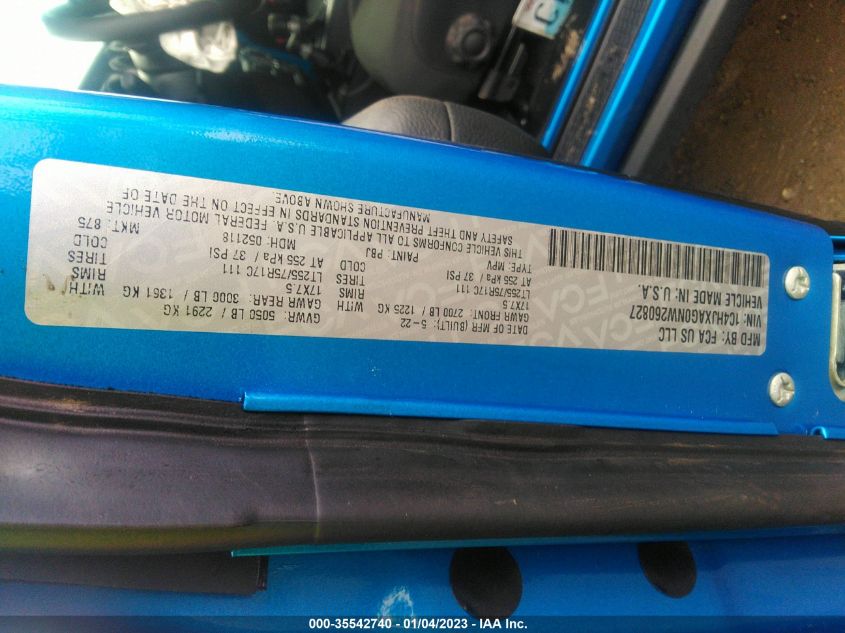 MFD BY: FCA US LLC
DATE OF MFR (BUILT): 5-22
GVWR: 5050 LB / 2291 KG
GAWR FRONT: 2700 LB / 1225 KG WITH
GAWR REAR: 3000 LB / 1361 KG WITH
17X7.5 RIMS
17X7.5 RIMS
LT255/75R17C 111 TIRES
LT255/75R17C 111 TIRES
AT 255 kPa / 37 PSI COLD
AT 255 kPa / 37 PSI COLD
VIN: 1C4HJXAG0NW260827
TYPE: MPV
PAINT: PBJ
MDH: 052118
MKT: 875
VEHICLE MADE IN: U.S.A.
THIS VEHICLE CONFORMS TO ALL APPLICABLE U.S.A. FEDERAL MOTOR VEHICLE
SAFETY AND THEFT PREVENTION STANDARDS IN EFFECT ON THE DATE OF
MANUFACTURE SHOWN ABOVE.
000-35542740 - 01/04/2023 - IAA Inc.